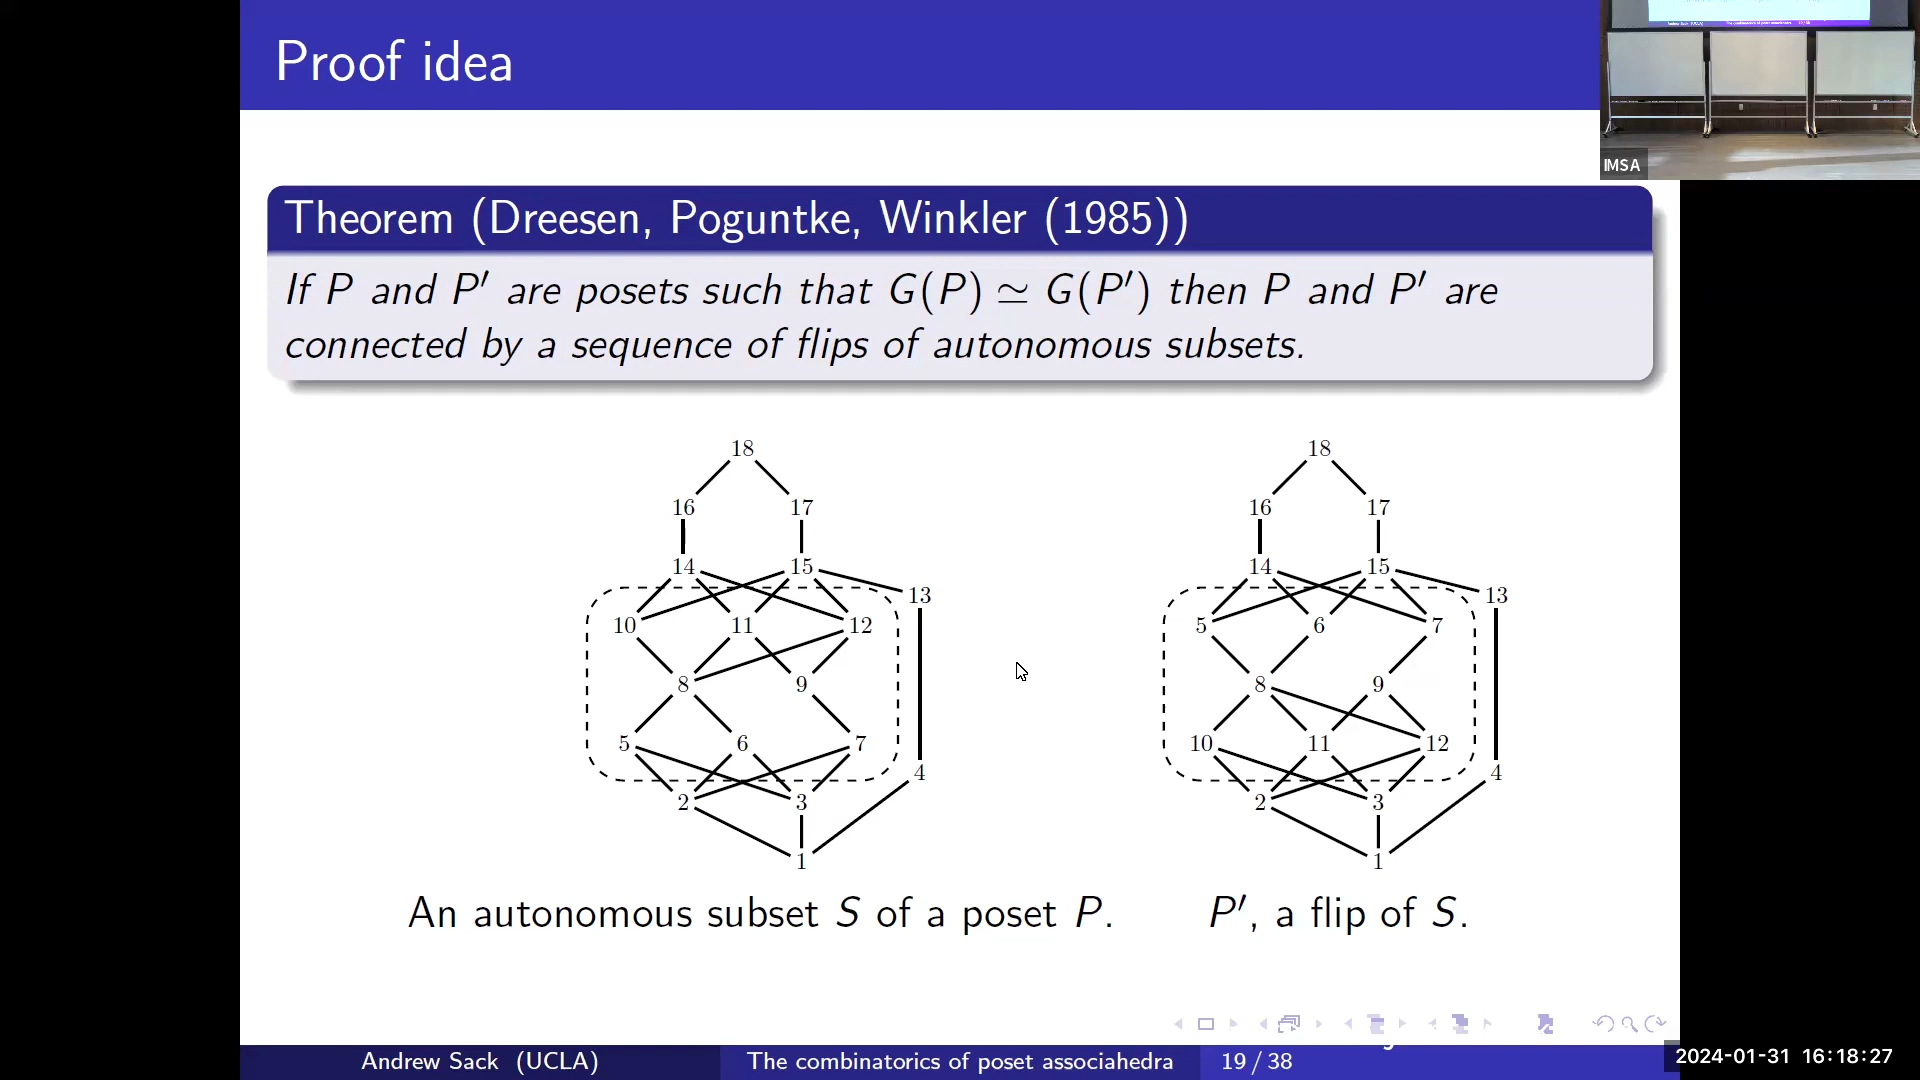 Proof idea
IMSA
Theorem (Dreesen, Poguntke, Winkler (1985))
If P and P′ are posets such that G(P) ≃ G(P′) then P and P′ are
connected by a sequence of flips of autonomous subsets.
18
16 17
14 15
13
10 11 12
8 9
5 6 7
4
2 3
1
An autonomous subset S of a poset P.
18
16 17
14 15
13
5 6 7
8 9
10 11 12
4
2 3
1
P′, a flip of S.
Andrew Sack (UCLA) The combinatorics of poset associahedra 19 / 38
2024-01-31 16:18:27